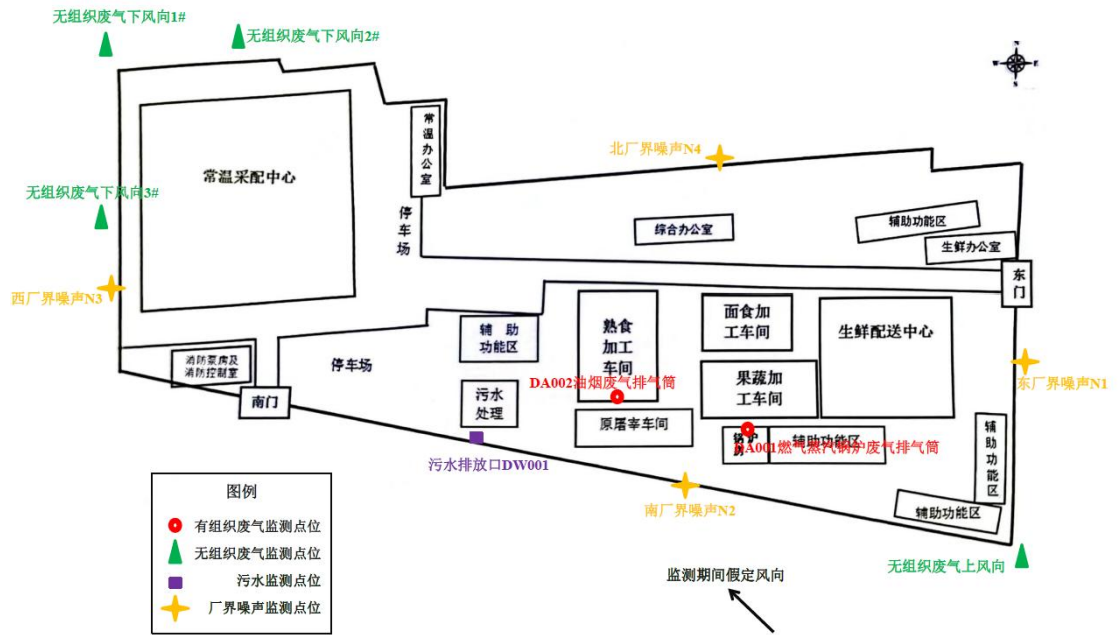 无组织废气下风向1#
无组织废气下风向2#
N
W
E
S
常温办公室
北厂界噪声N4
常温采配中心
无组织废气下风向3#
停车场
综合办公室
辅助功能区
生鲜办公室
东门
西厂界噪声N3
熟食
加工
车间
面食加
工车间
生鲜配送中心
辅 助
功能区
消防泵房及
消防控制室
停车场
果蔬加
工车间
东厂界噪声N1
DA002油烟废气排气筒
南门
污水
处理
原屠宰车间
锅炉房
辅助功能区
DA001燃气蒸汽锅炉废气排气筒
辅助功能区
污水排放口DW001
南厂界噪声N2
辅助功能区
无组织废气上风向
图例
有组织废气监测点位
无组织废气监测点位
污水监测点位
厂界噪声监测点位
监测期间假定风向